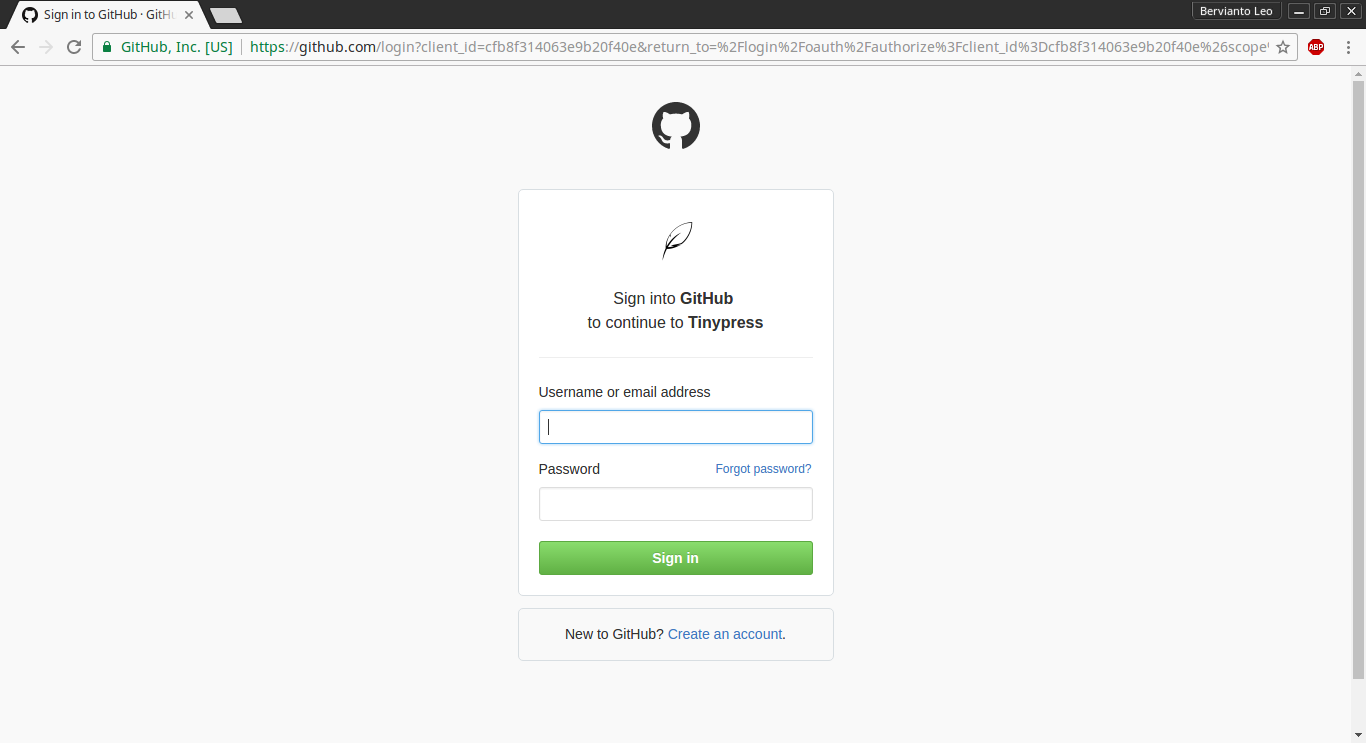 Sign in to GitHub · GitHu
Bervianto Leo
GitHub, Inc. [US]
https://github.com/login?client_id=cfb8f314063e9b20f40e&return_to=%2Flogin%2Foauth%2Fauthorize%3Fclient_id%3Dcfb8f314063e9b20f40e%26scope%
ABP
Sign into GitHub
to continue to Tinypress
Username or email address
Password
Forgot password?
Sign in
New to GitHub? Create an account.